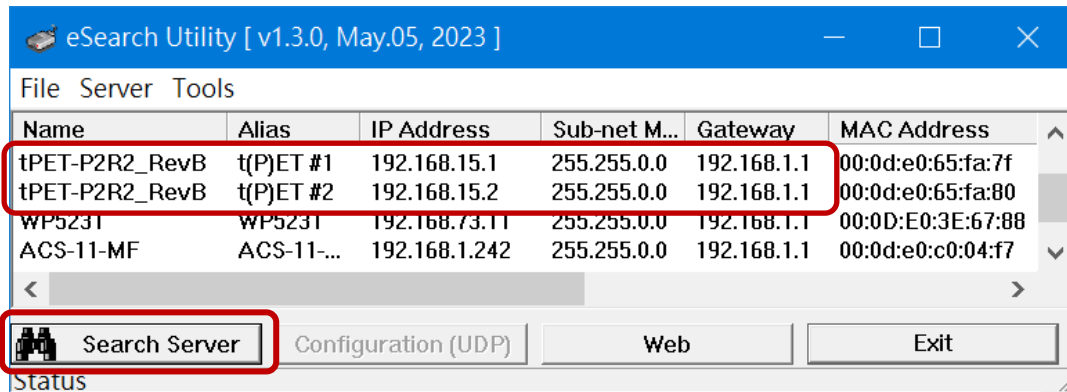 eSearch Utility [ v1.3.0, May.05, 2023 ]
File Server Tools
Name Alias IP Address Sub-net M... Gateway MAC Address
tPET-P2R2_RevB t(P)ET #1 192.168.15.1 255.255.0.0 192.168.1.1 00:0d:e0:65:fa:7f
tPET-P2R2_RevB t(P)ET #2 192.168.15.2 255.255.0.0 192.168.1.1 00:0d:e0:65:fa:80
WP5231 WP5231 192.168.73.11 255.255.0.0 192.168.1.1 00:0D:E0:3E:67:88
ACS-11-MF ACS-11-... 192.168.1.242 255.255.0.0 192.168.1.1 00:0d:e0:c0:04:f7
Search Server Configuration (UDP) Web Exit
Status